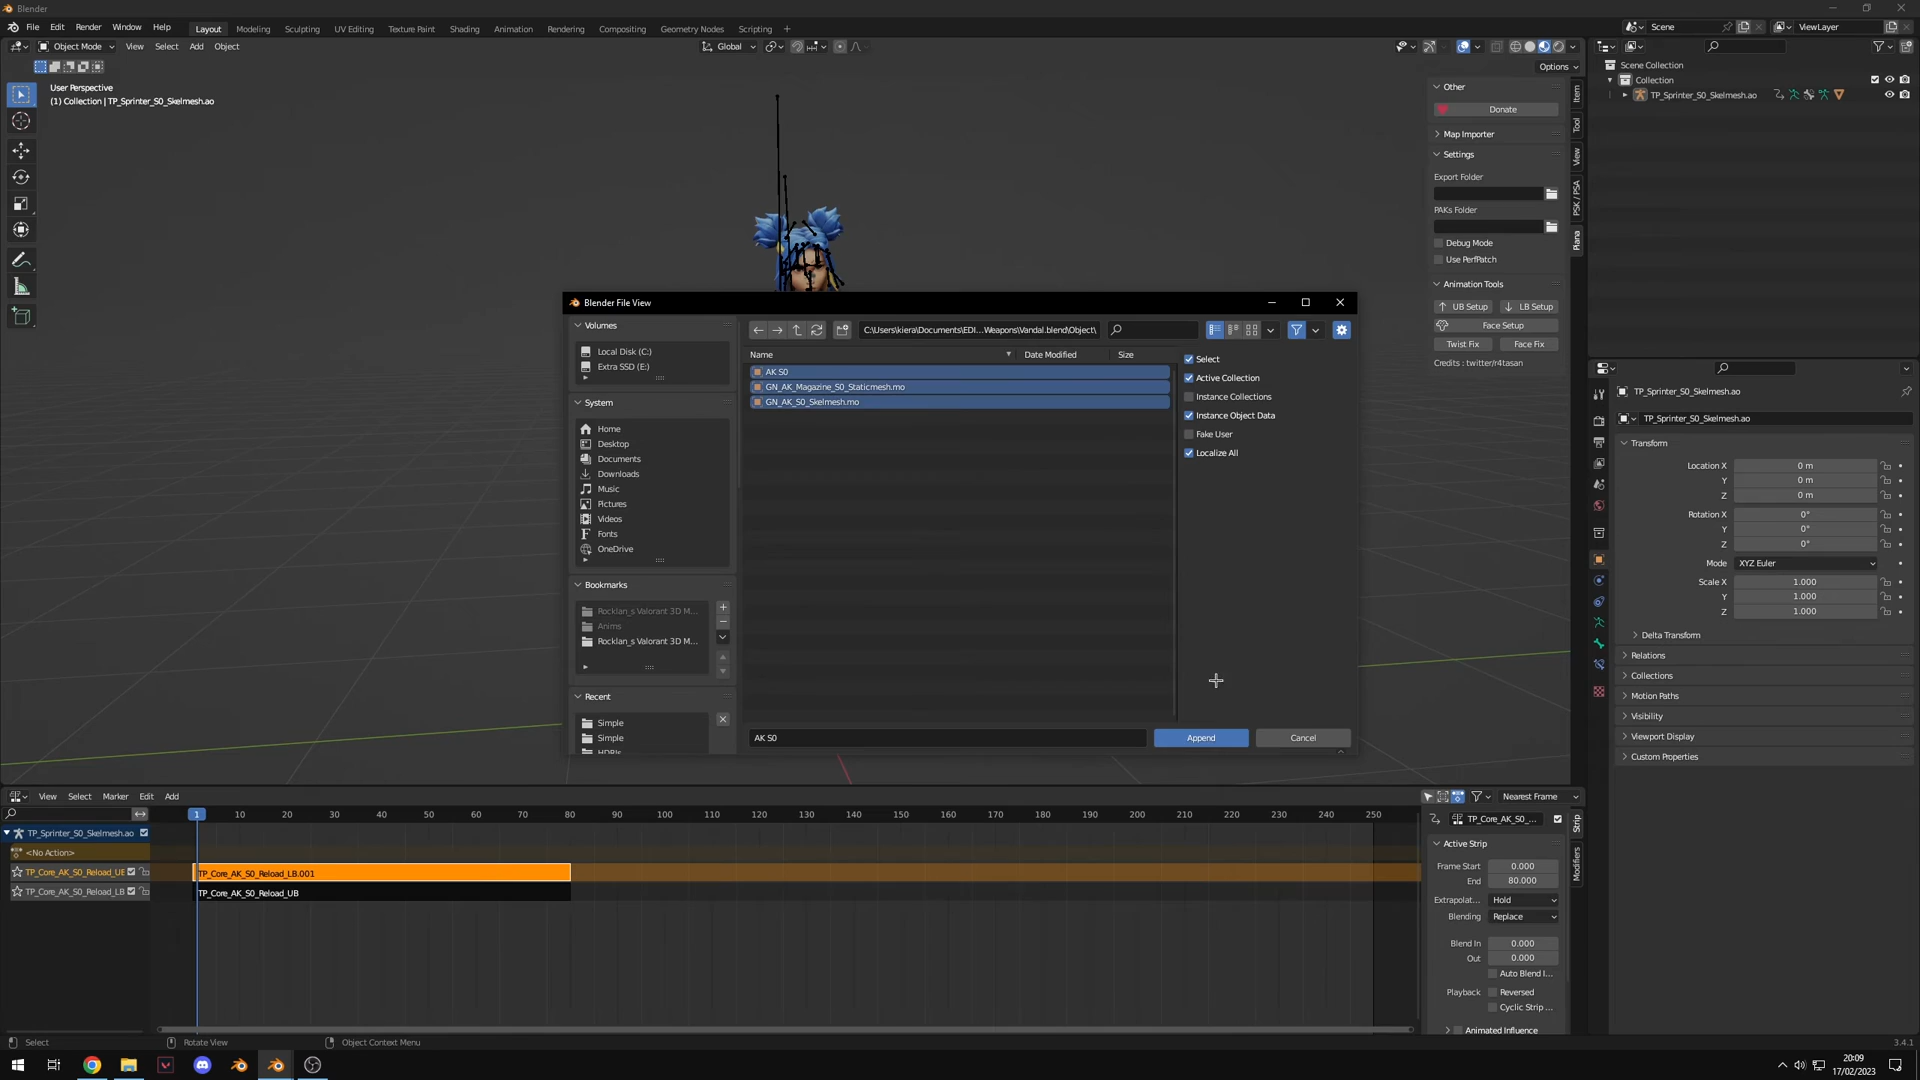 Blender
File Edit Render Window Help Layout Modeling Sculpting UV Editing Texture Paint Shading Animation Rendering Compositing Geometry Nodes Scripting + Scene ViewLayer
Object Mode View Select Add Object Global
Options
User Perspective
(1) Collection | TP_Sprinter_S0_Skelmesh.ao
Other
Donate
Map Importer
Settings
Export Folder
PAKs Folder
Debug Mode
Use PerfPatch
Animation Tools
UB Setup LB Setup
Face Setup
Twist Fix Face Fix
Credits : twitter/r4tasan
Item
Tool
View
PSK / PSA
Piana
Scene Collection
Collection
TP_Sprinter_S0_Skelmesh.ao
Blender File View
Volumes
Local Disk (C:)
Extra SSD (E:)
System
Home
Desktop
Documents
Downloads
Music
Pictures
Videos
Fonts
OneDrive
Bookmarks
Rocklan_s Valorant 3D M...
Anims
Rocklan_s Valorant 3D M...
Recent
Simple
Simple
HDRIs
C:\Users\kiera\Documents\EDI...Weapons\Vandal.blend\Object\
Name Date Modified Size
AK S0
GN_AK_Magazine_S0_Staticmesh.mo
GN_AK_S0_Skelmesh.mo
Select
Active Collection
Instance Collections
Instance Object Data
Fake User
Localize All
AK S0
Append Cancel
TP_Sprinter_S0_Skelmesh.ao
TP_Sprinter_S0_Skelmesh.ao
Transform
Location X 0 m
Y 0 m
Z 0 m
Rotation X 0°
Y 0°
Z 0°
Mode XYZ Euler
Scale X 1.000
Y 1.000
Z 1.000
Delta Transform
Relations
Collections
Motion Paths
Visibility
Viewport Display
Custom Properties
View Select Marker Edit Add Nearest Frame
1 10 20 30 40 50 60 70 80 90 100 110 120 130 140 150 160 170 180 190 200 210 220 230 240 250
TP_Sprinter_S0_Skelmesh.ao
<No Action>
TP_Core_AK_S0_Reload_UE TP_Core_AK_S0_Reload_LB.001
TP_Core_AK_S0_Reload_LB TP_Core_AK_S0_Reload_UB
TP_Core_AK_S0_...
Active Strip
Frame Start 0.000
End 80.000
Extrapolat... Hold
Blending Replace
Blend In 0.000
Out 0.000
Auto Blend I...
Playback Reversed
Cyclic Strip ...
Animated Influence
Strip
Modifiers
Select Rotate View Object Context Menu 3.4.1
20:09
17/02/2023